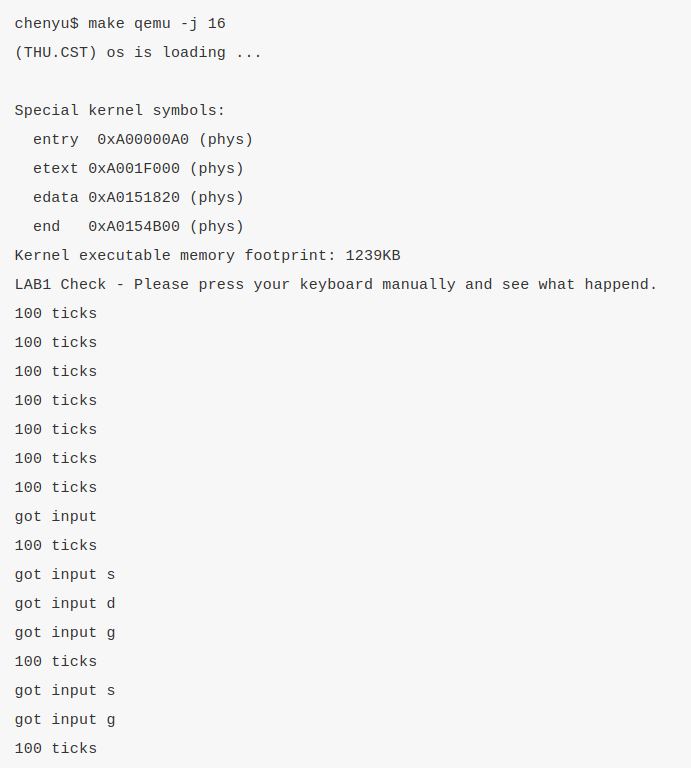 chenyu$ make qemu -j 16
(THU.CST) os is loading ...
Special kernel symbols:
entry  0xA00000A0 (phys)
etext 0xA001F000 (phys)
edata 0xA0151820 (phys)
end   0xA0154B00 (phys)
Kernel executable memory footprint: 1239KB
LAB1 Check - Please press your keyboard manually and see what happend.
100 ticks
100 ticks
100 ticks
100 ticks
100 ticks
100 ticks
100 ticks
got input
100 ticks
got input s
got input d
got input g
100 ticks
got input s
got input g
100 ticks